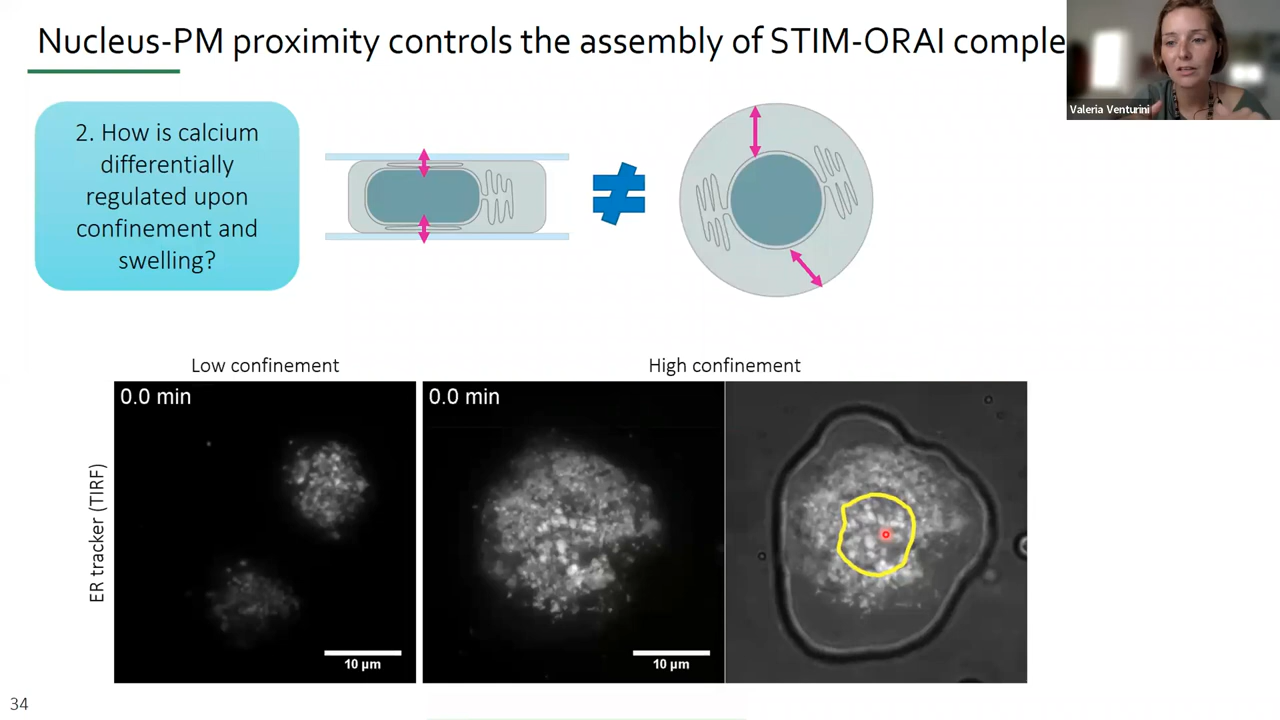 Nucleus-PM proximity controls the assembly of STIM-ORAI comple
Valeria Venturini
2. How is calcium
differentially
regulated upon
confinement and
swelling?
Low confinement
High confinement
0.0 min
0.0 min
ER tracker (TIRF)
10 µm
10 µm
34